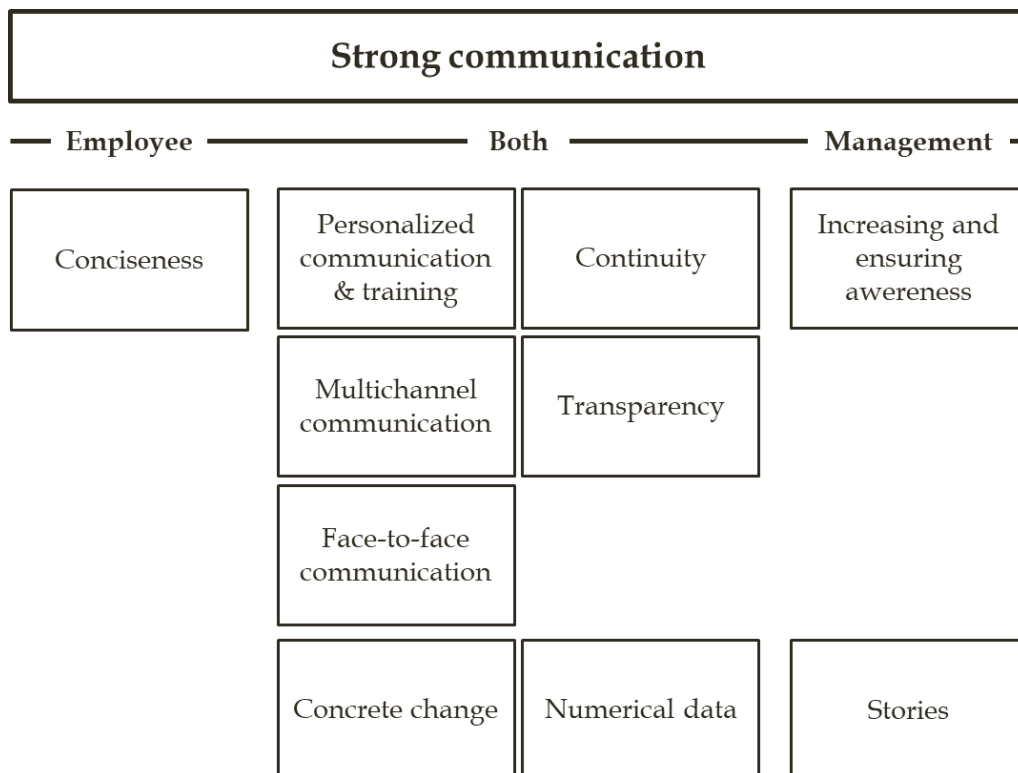 Strong communication
Employee
Both
Management
Conciseness
Personalized
communication
& training
Continuity
Increasing and
ensuring
awereness
Multichannel
communication
Transparency
Face-to-face
communication
Concrete change
Numerical data
Stories